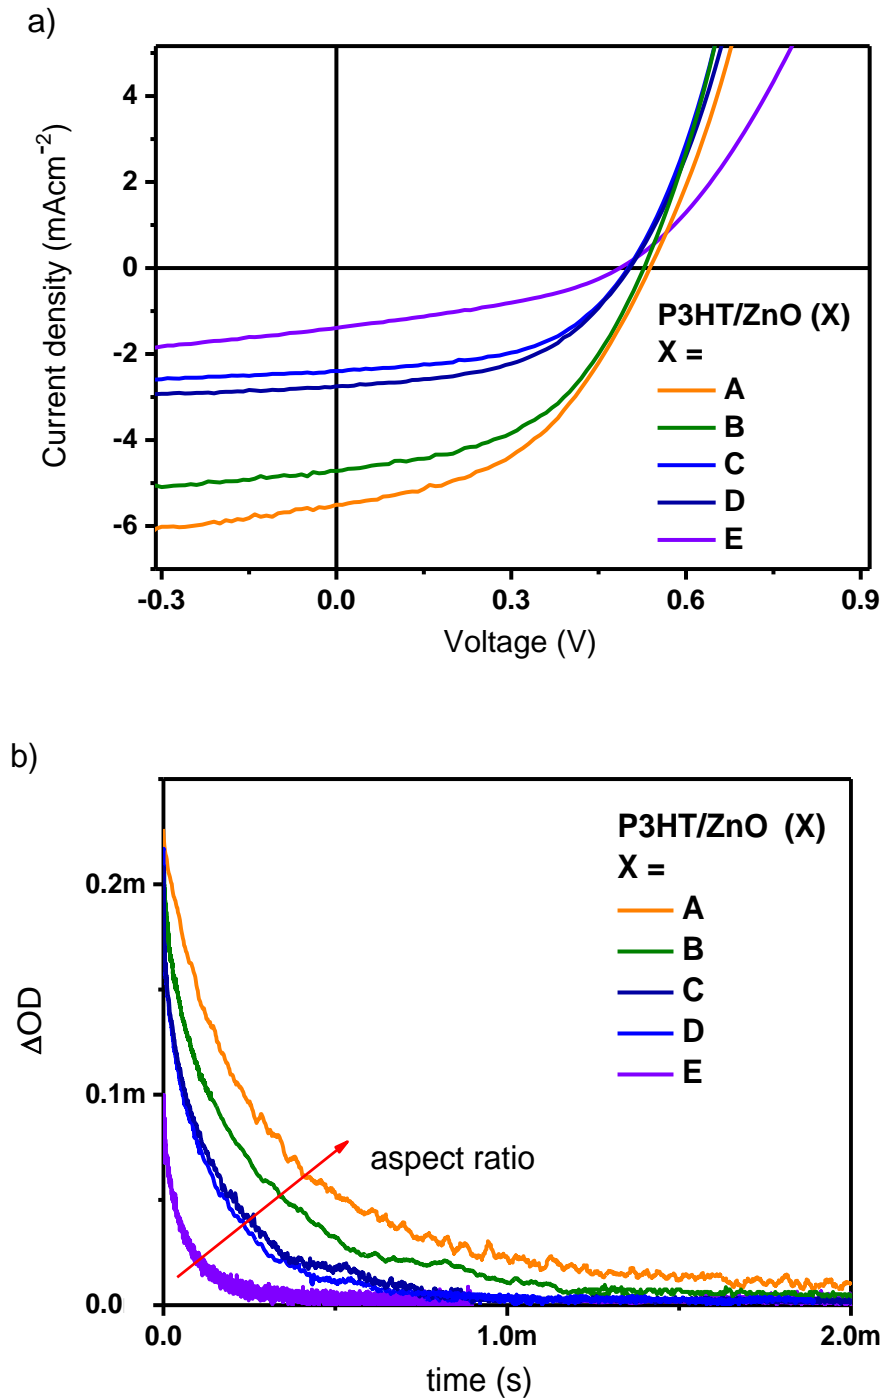 a)
Current density (mAcm⁻²)
4
2
0
-2
-4
-6
-0.3 0.0 0.3 0.6 0.9
Voltage (V)
P3HT/ZnO (X)
X =
A
B
C
D
E
b)
ΔOD
0.2m
0.1m
0.0
0.0 1.0m 2.0m
time (s)
P3HT/ZnO (X)
X =
A
B
C
D
E
aspect ratio